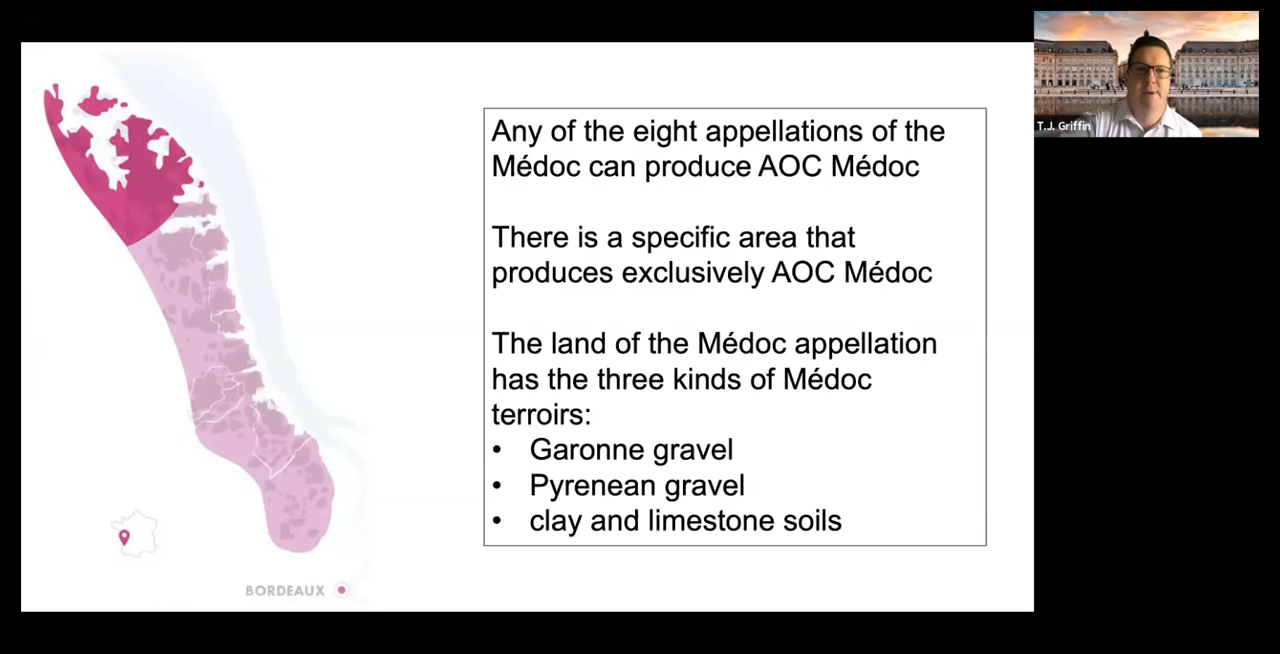 Any of the eight appellations of the
Médoc can produce AOC Médoc
There is a specific area that
produces exclusively AOC Médoc
The land of the Médoc appellation
has the three kinds of Médoc
terroirs:
• Garonne gravel
• Pyrenean gravel
• clay and limestone soils
BORDEAUX
T.J. Griffin